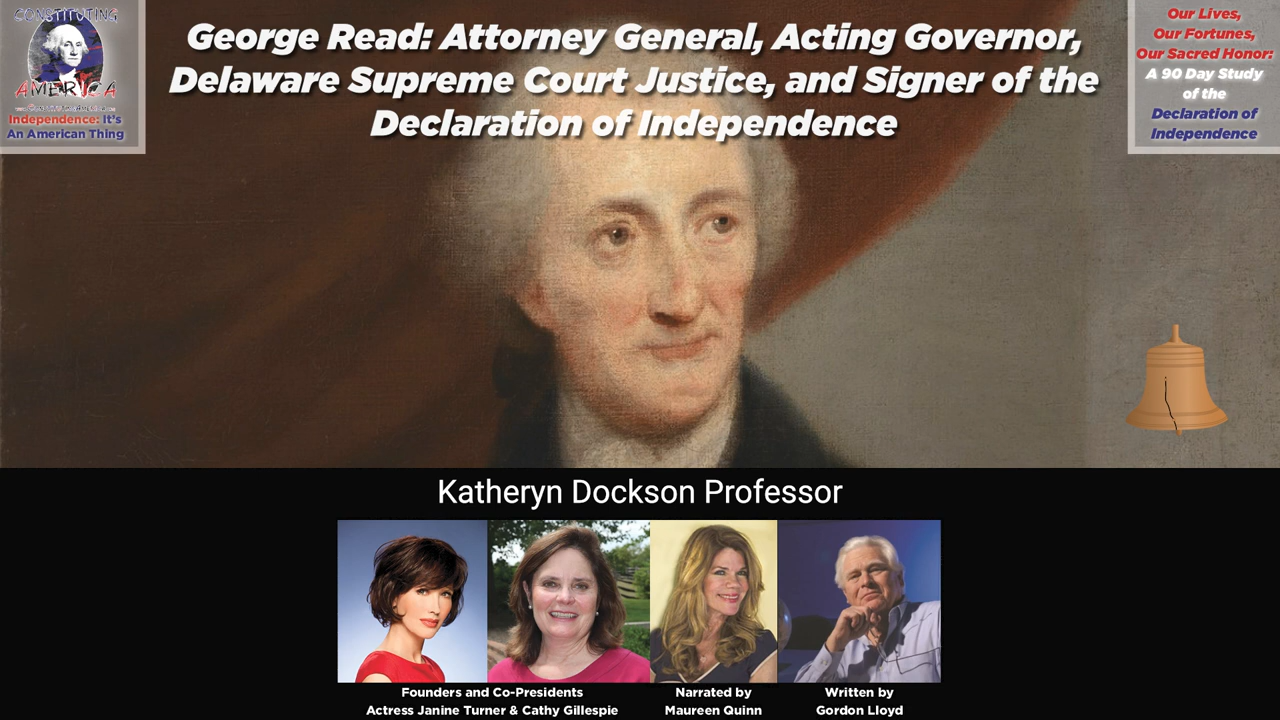 CONSTITUTING
AMERICA
Independence: It's
An American Thing
George Read: Attorney General, Acting Governor,
Delaware Supreme Court Justice, and Signer of the
Declaration of Independence
Our Lives,
Our Fortunes,
Our Sacred Honor:
A 90 Day Study
of the
Declaration of
Independence
Katheryn Dockson Professor
Founders and Co-Presidents
Actress Janine Turner & Cathy Gillespie
Narrated by
Maureen Quinn
Written by
Gordon Lloyd